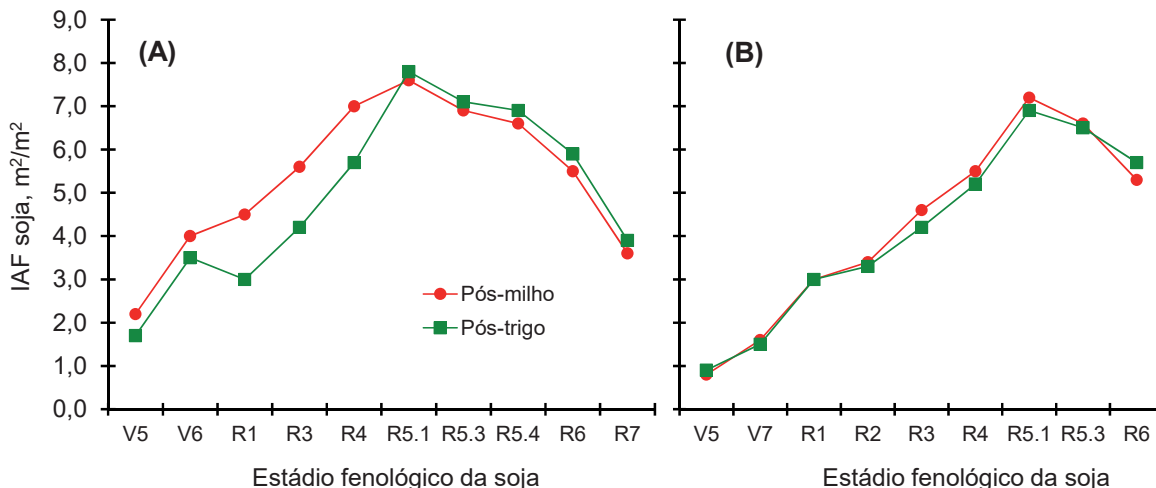 9,0
8,0
7,0
6,0
5,0
4,0
3,0
2,0
1,0
0,0
IAF soja, m²/m²
(A)
Pós-milho
Pós-trigo
V5 V6 R1 R3 R4 R5.1 R5.3 R5.4 R6 R7
Estádio fenológico da soja
(B)
V5 V7 R1 R2 R3 R4 R5.1 R5.3 R6
Estádio fenológico da soja